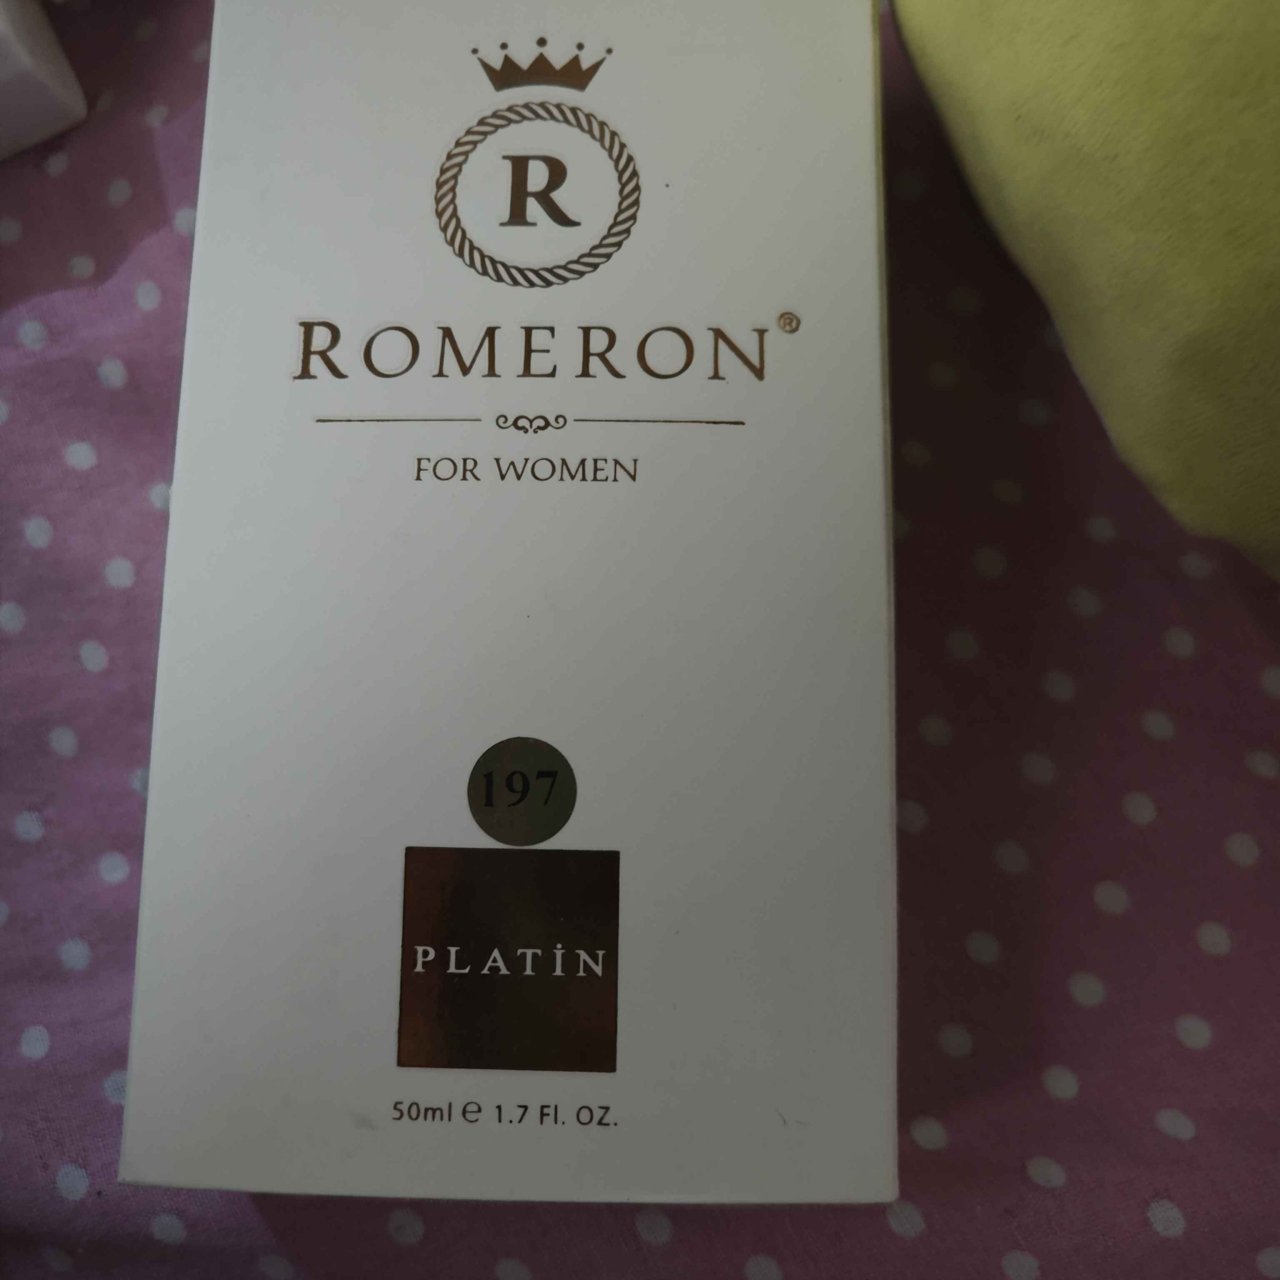 R
ROMERON®
FOR WOMEN
197
PLATİN
50ml ℮ 1.7 Fl. OZ.